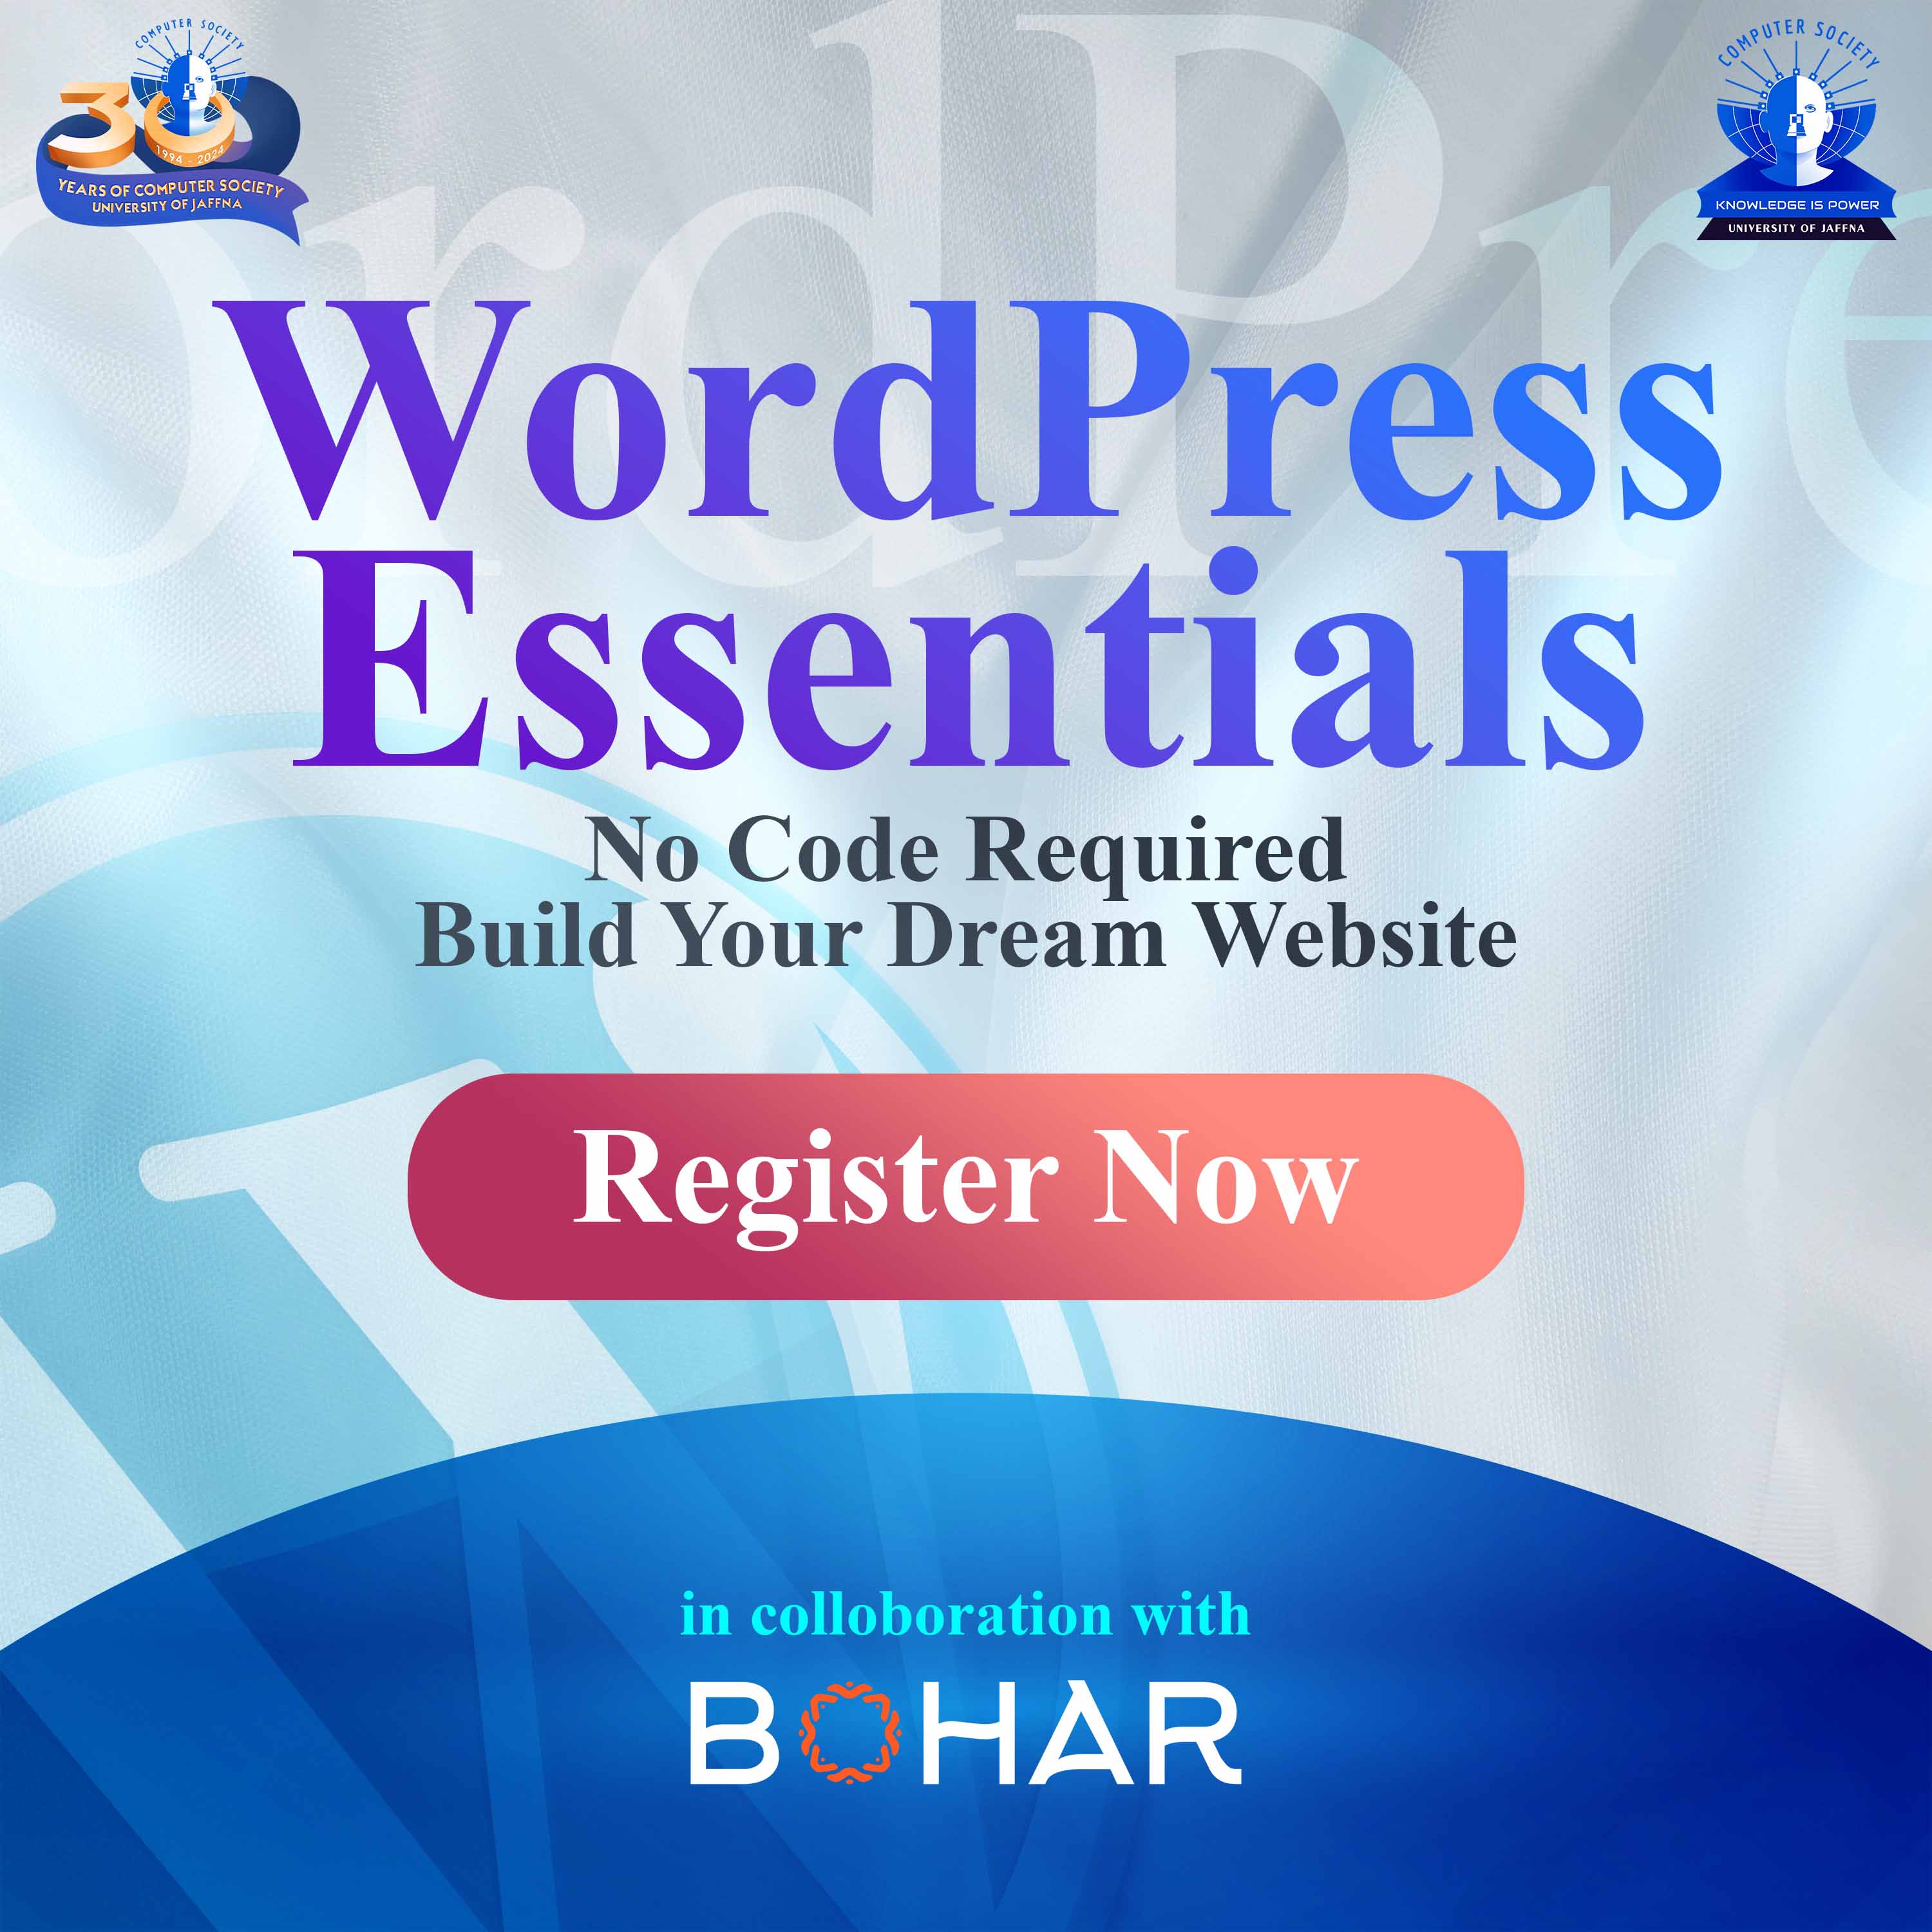 COMPUTER SOCIETY
30
1994 - 2024
YEARS OF COMPUTER SOCIETY
UNIVERSITY OF JAFFNA
COMPUTER SOCIETY
KNOWLEDGE IS POWER
UNIVERSITY OF JAFFNA
ordPre
WordPress
Essentials
No Code Required
Build Your Dream Website
Register Now
in colloboration with
BOHAR